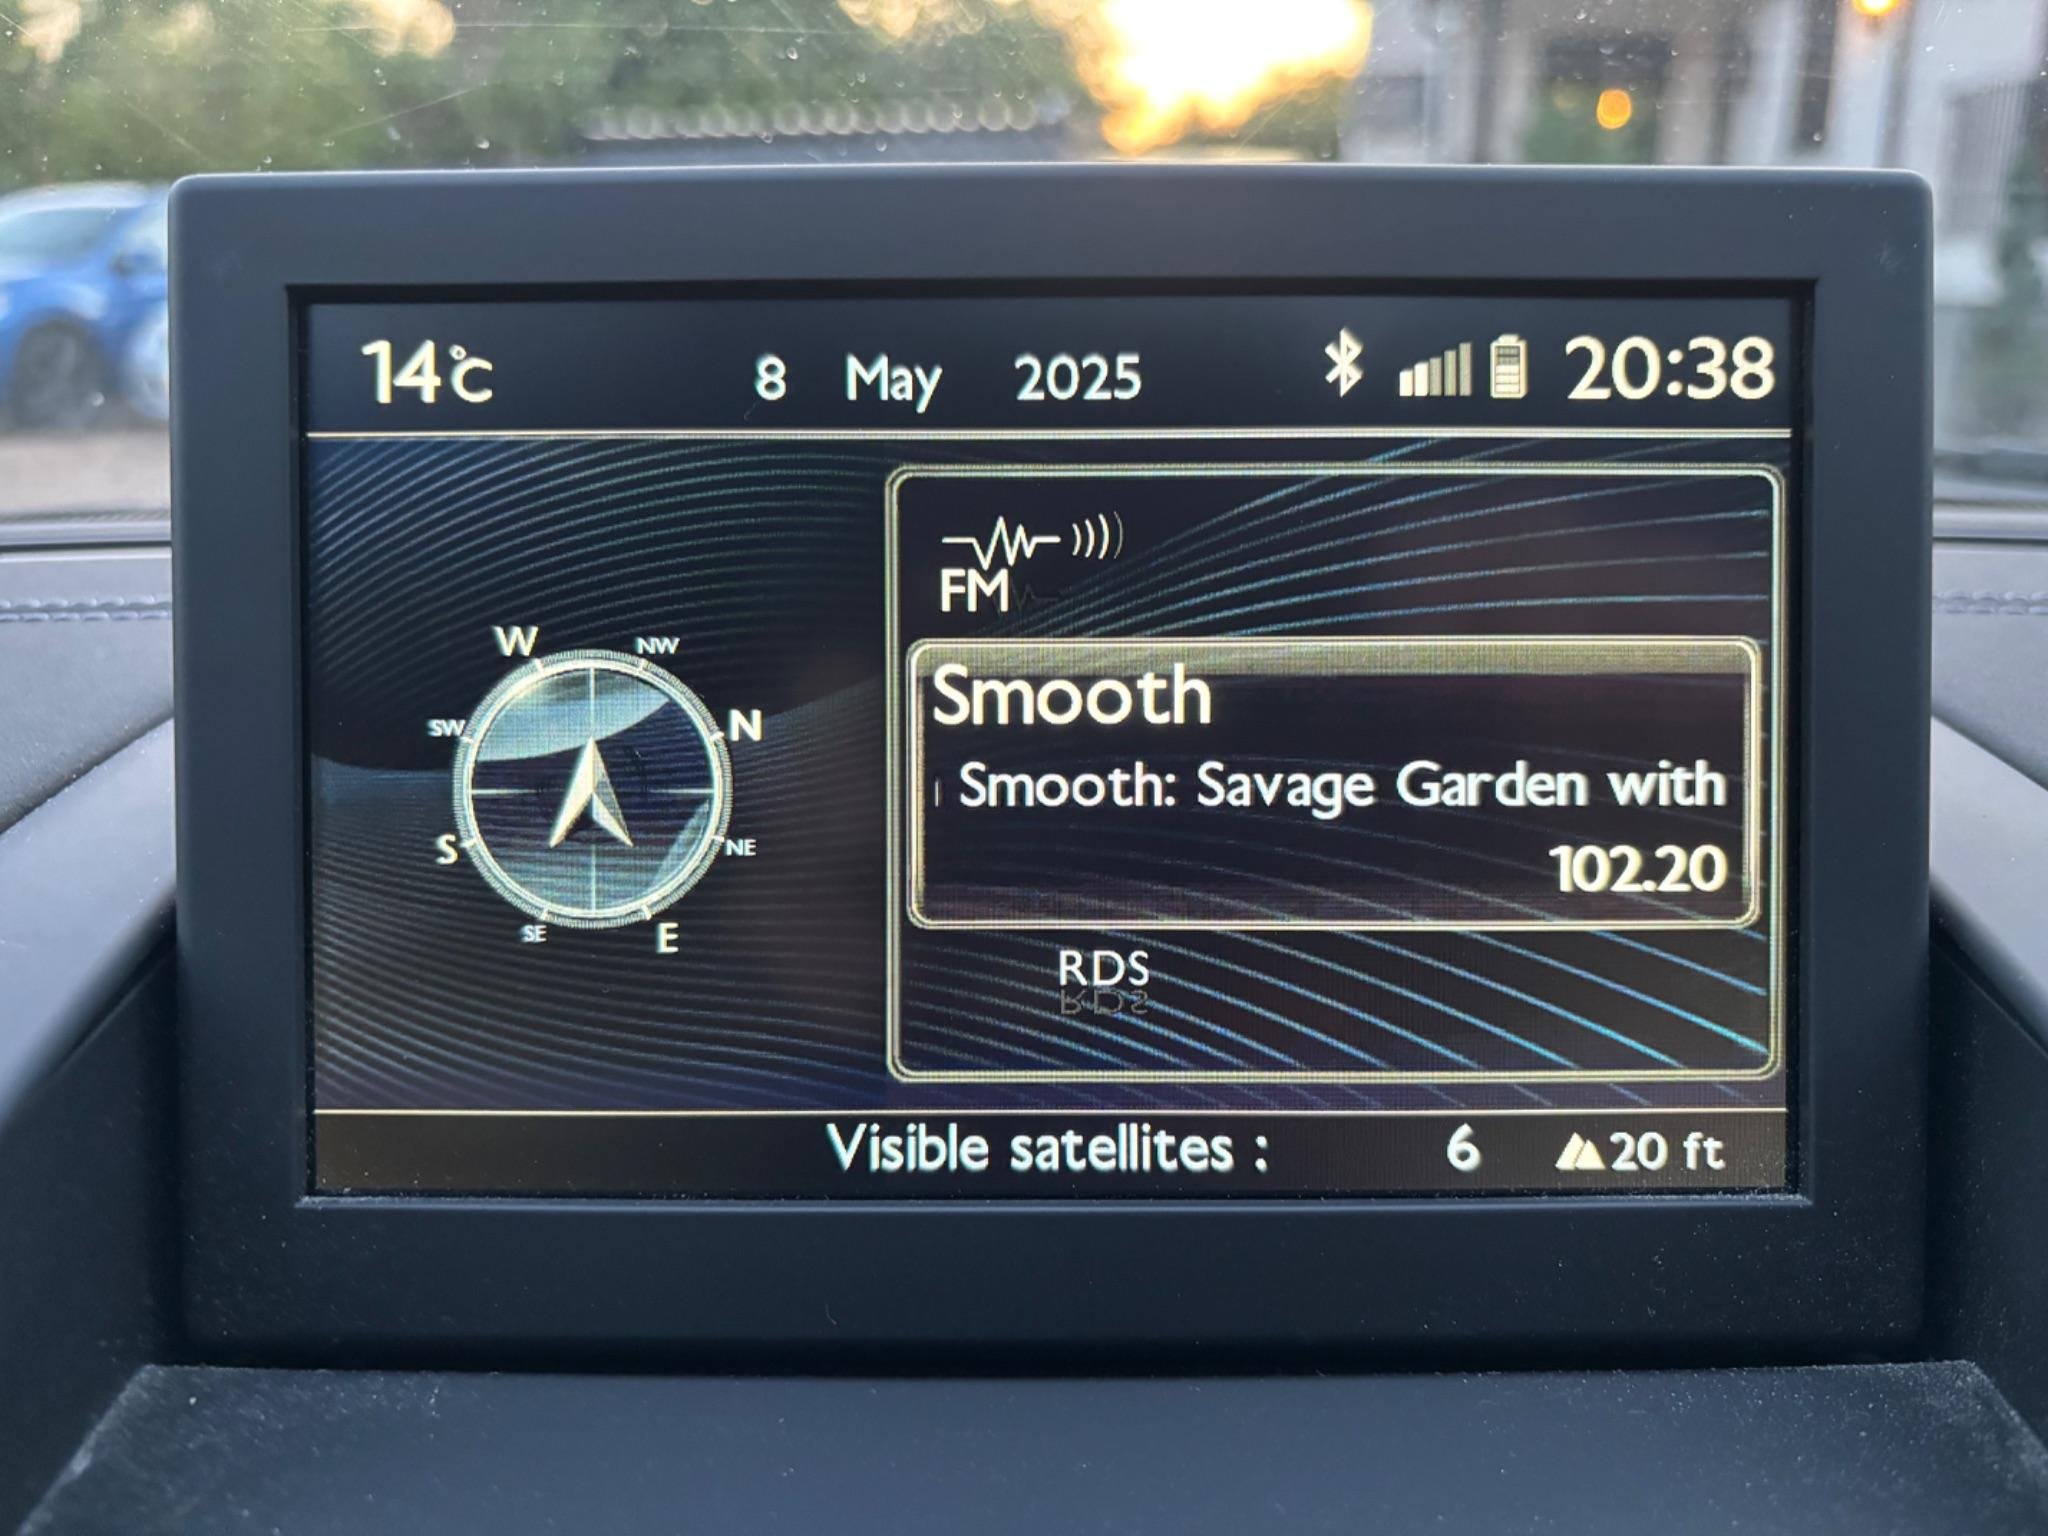 14°C 8 May 2025 20:38
FM
W NW
SW N
S NE
SE E
Smooth
Smooth: Savage Garden with
102.20
RDS
Visible satellites : 6 20 ft